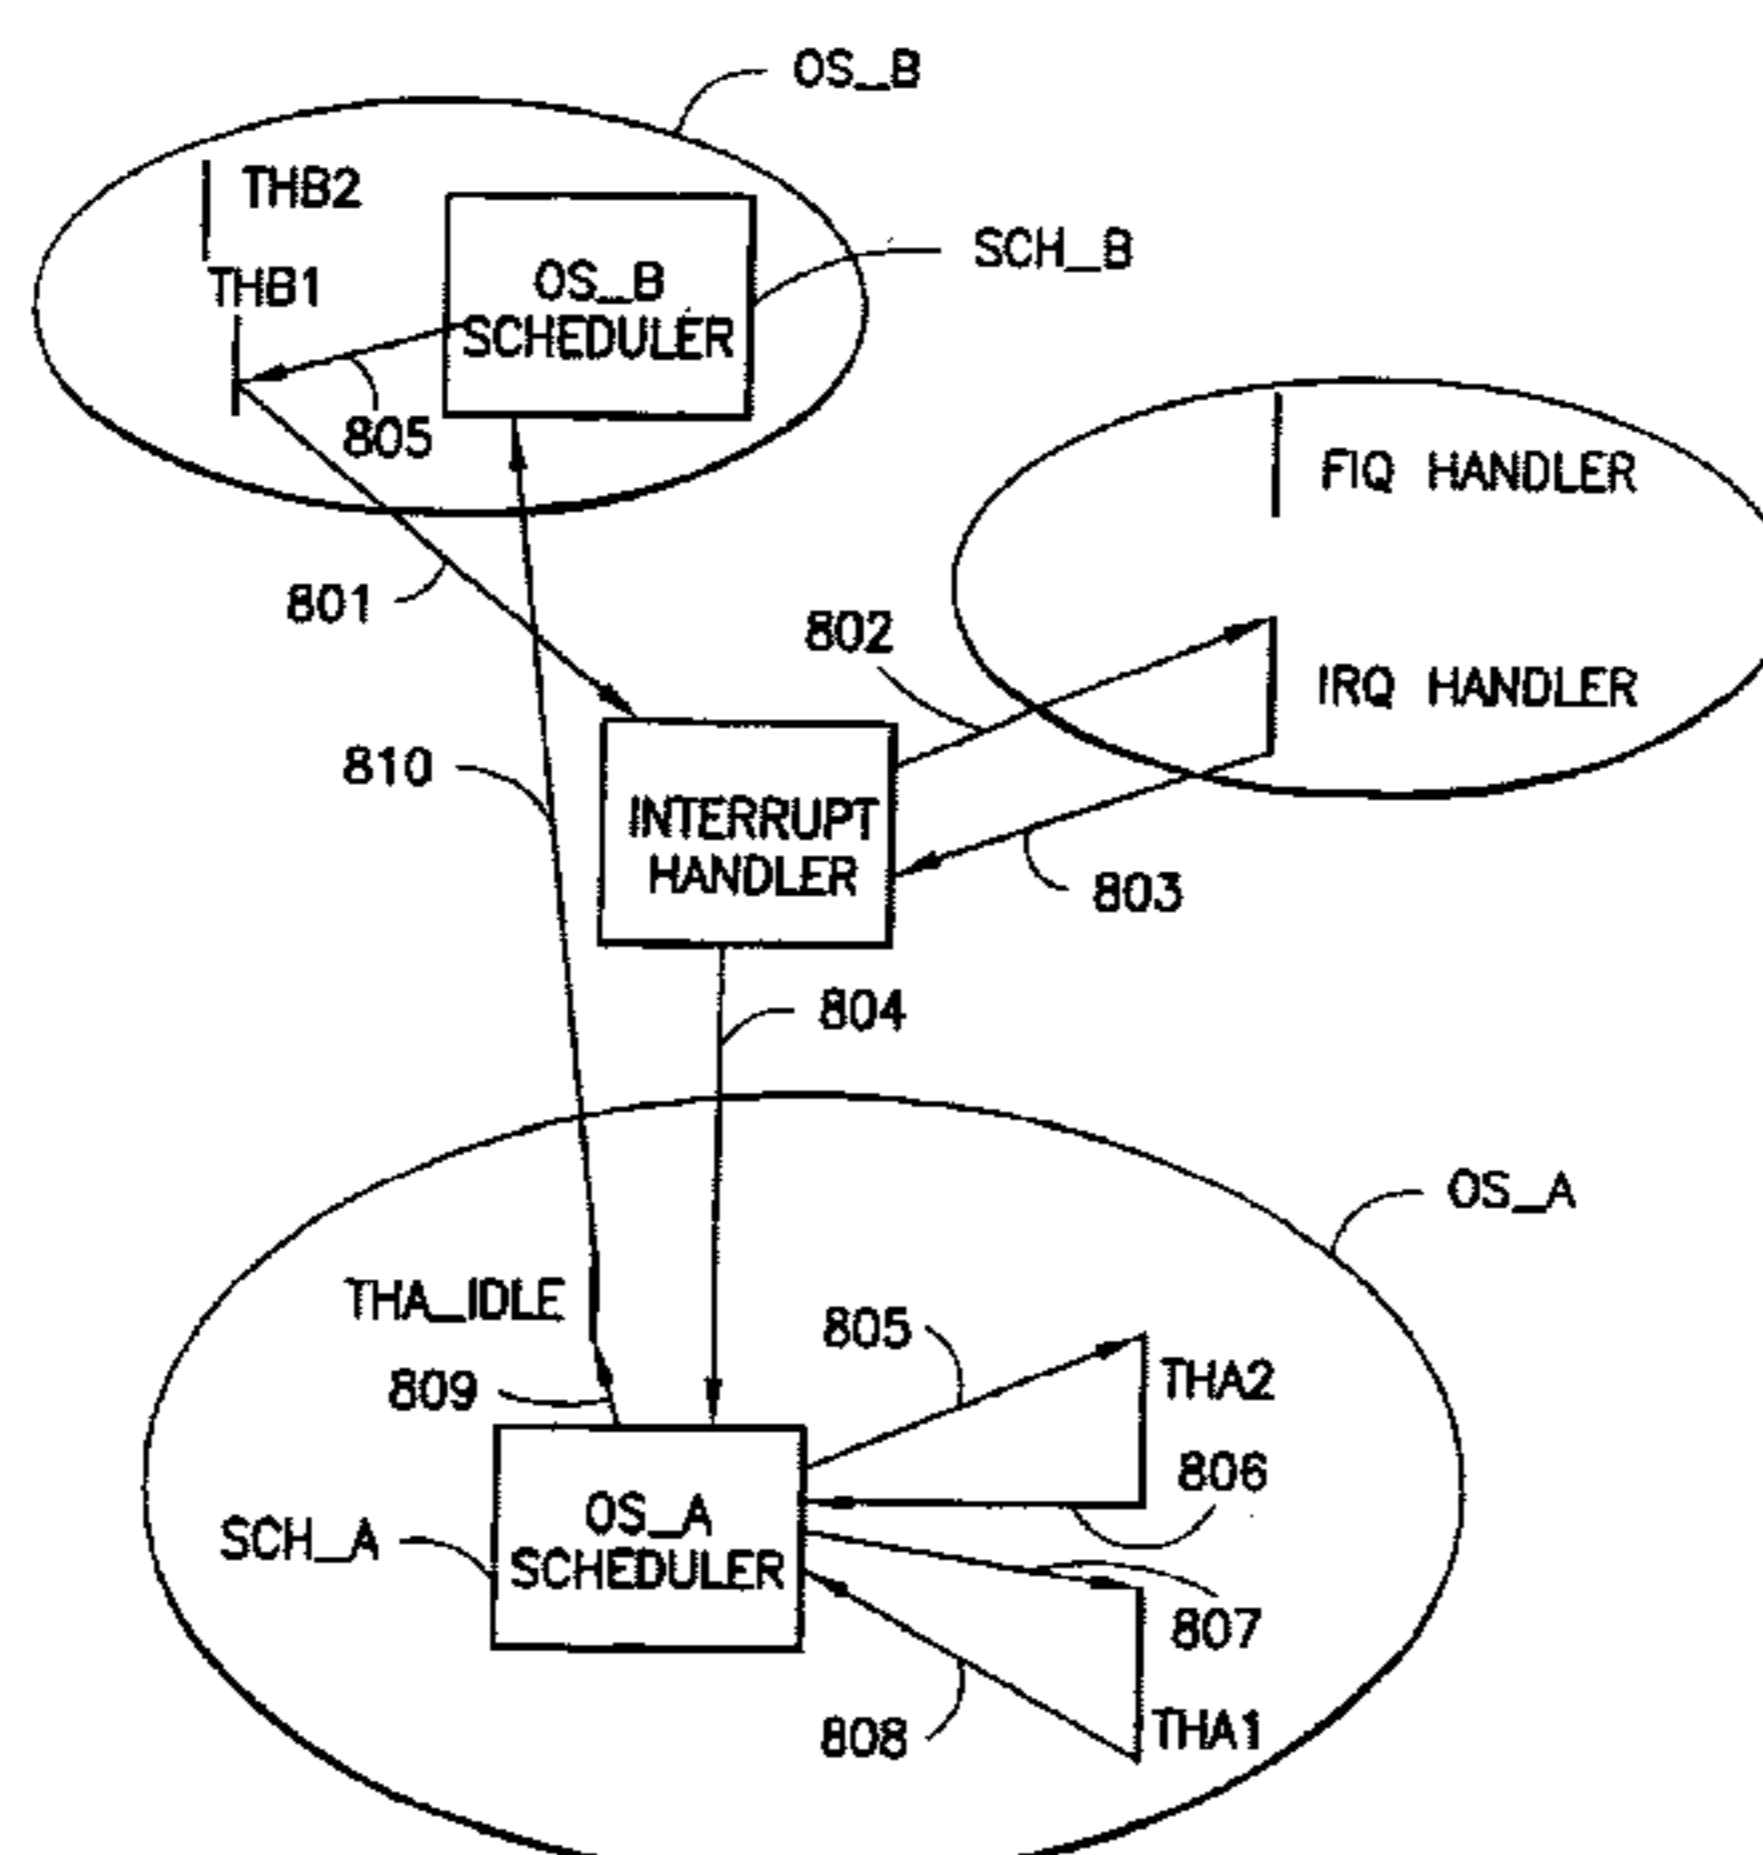 OS_B
THB2
SCH_B
OS_B
SCHEDULER
THB1
805
FIQ HANDLER
801
802
IRQ HANDLER
810
INTERRUPT
HANDLER
803
804
OS_A
THA_IDLE
805
THA2
809
806
OS_A
SCHEDULER
SCH_A
807
808
THA1